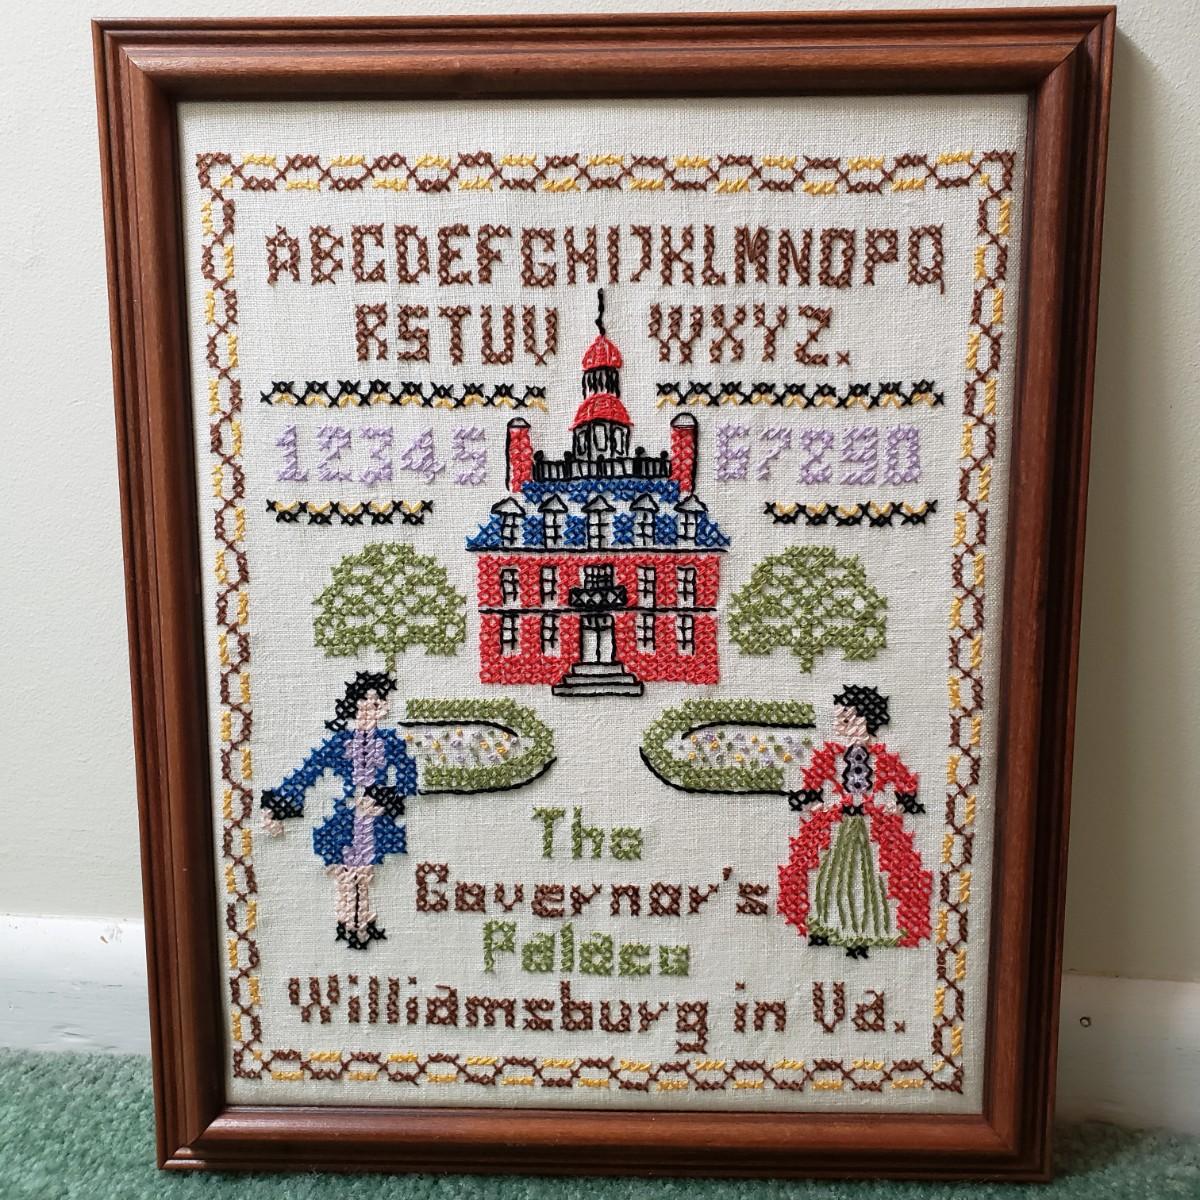 ABCDEFGHIJKLMNOPQ
RSTUV WXYZ.
12345 67890
The
Governor's
Palace
Williamsburg in Va.